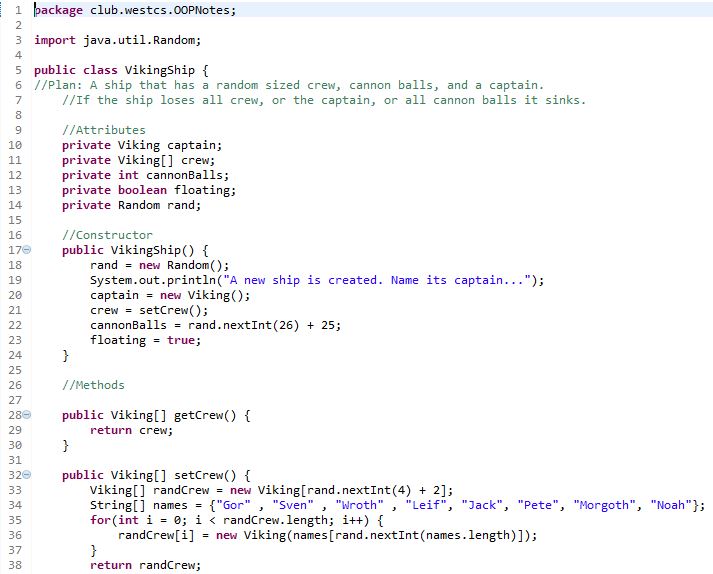 1 package club.westcs.OOPNotes;
2
3 import java.util.Random;
4
5 public class VikingShip {
6 //Plan: A ship that has a random sized crew, cannon balls, and a captain.
7     //If the ship loses all crew, or the captain, or all cannon balls it sinks.
8
9     //Attributes
10     private Viking captain;
11     private Viking[] crew;
12     private int cannonBalls;
13     private boolean floating;
14     private Random rand;
15
16     //Constructor
17     public VikingShip() {
18         rand = new Random();
19         System.out.println("A new ship is created. Name its captain...");
20         captain = new Viking();
21         crew = setCrew();
22         cannonBalls = rand.nextInt(26) + 25;
23         floating = true;
24     }
25
26     //Methods
27
28     public Viking[] getCrew() {
29         return crew;
30     }
31
32     public Viking[] setCrew() {
33         Viking[] randCrew = new Viking[rand.nextInt(4) + 2];
34         String[] names = {"Gor" , "Sven" , "Wroth" , "Leif", "Jack", "Pete", "Morgoth", "Noah"};
35         for(int i = 0; i < randCrew.length; i++) {
36             randCrew[i] = new Viking(names[rand.nextInt(names.length)]);
37         }
38         return randCrew;